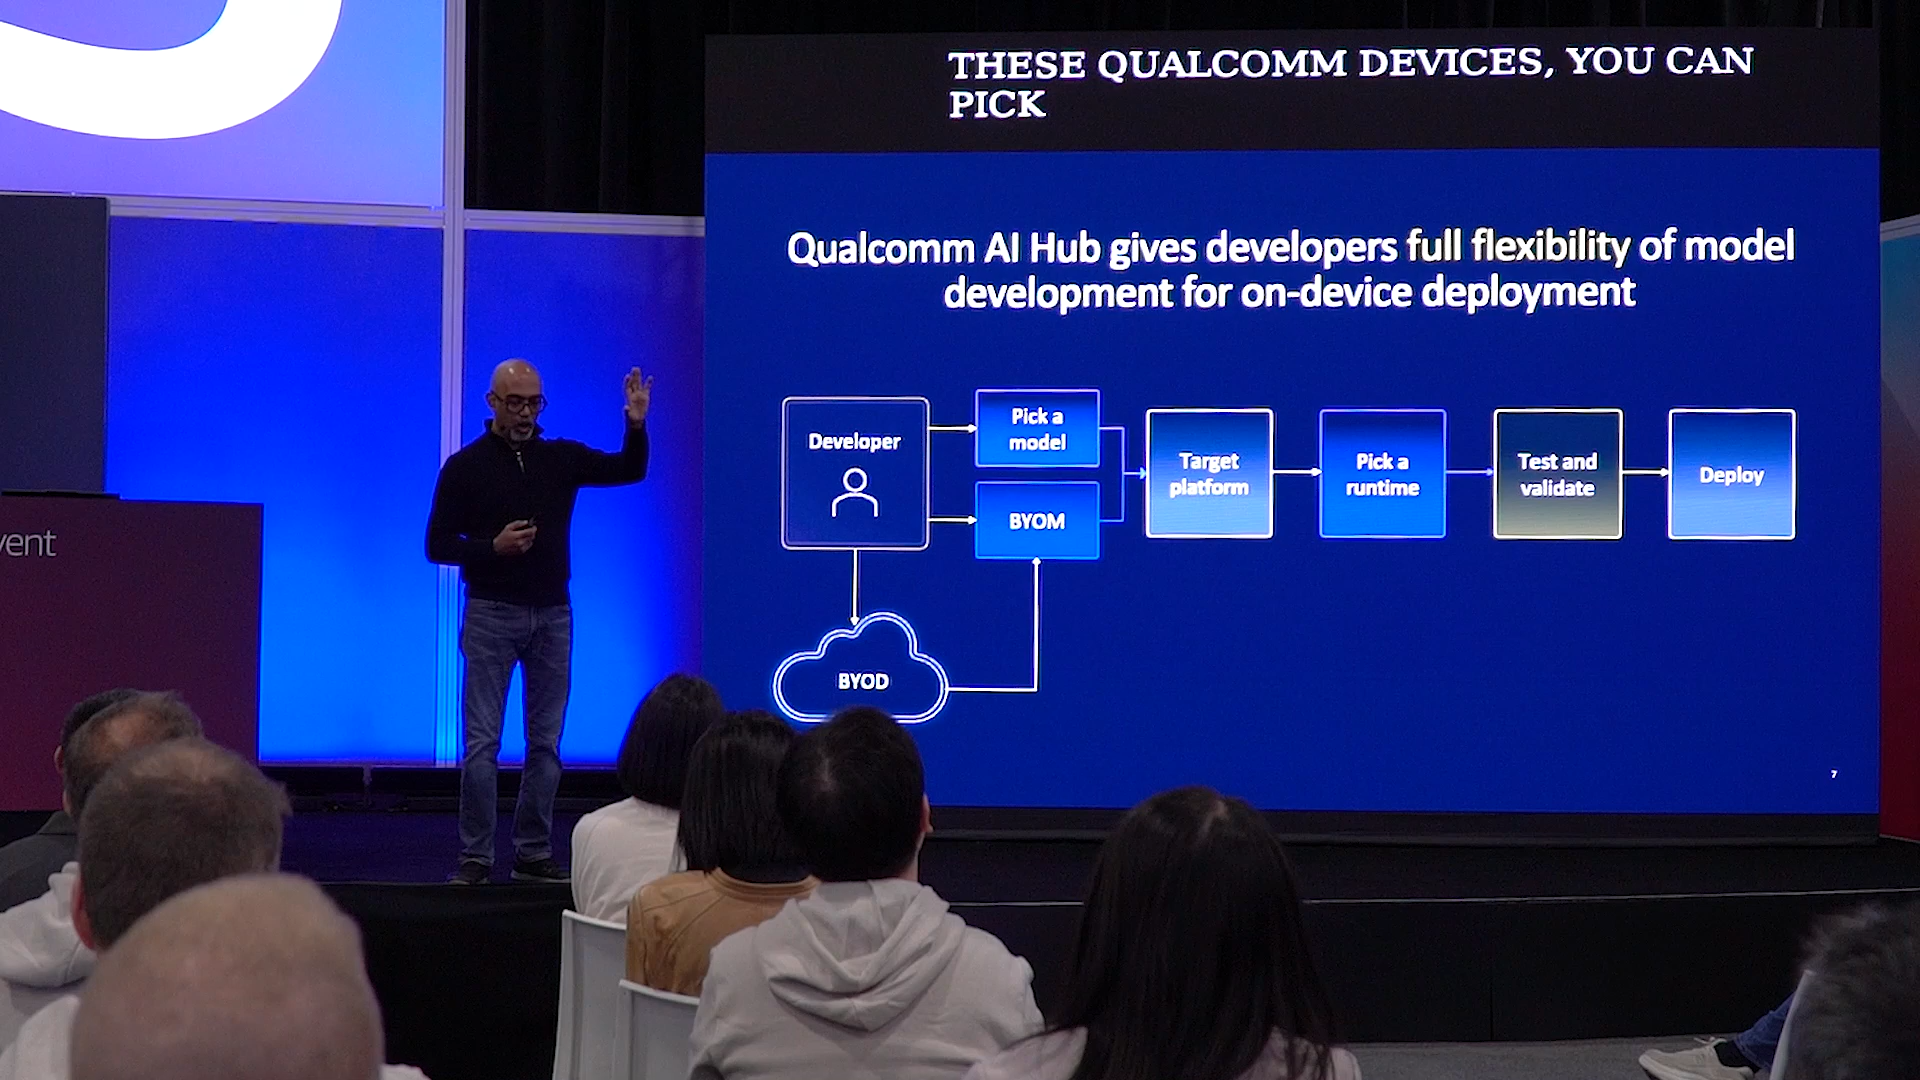 THESE QUALCOMM DEVICES, YOU CAN
PICK
Qualcomm AI Hub gives developers full flexibility of model
development for on-device deployment
Developer
Pick a
model
BYOM
Target
platform
Pick a
runtime
Test and
validate
Deploy
BYOD
7